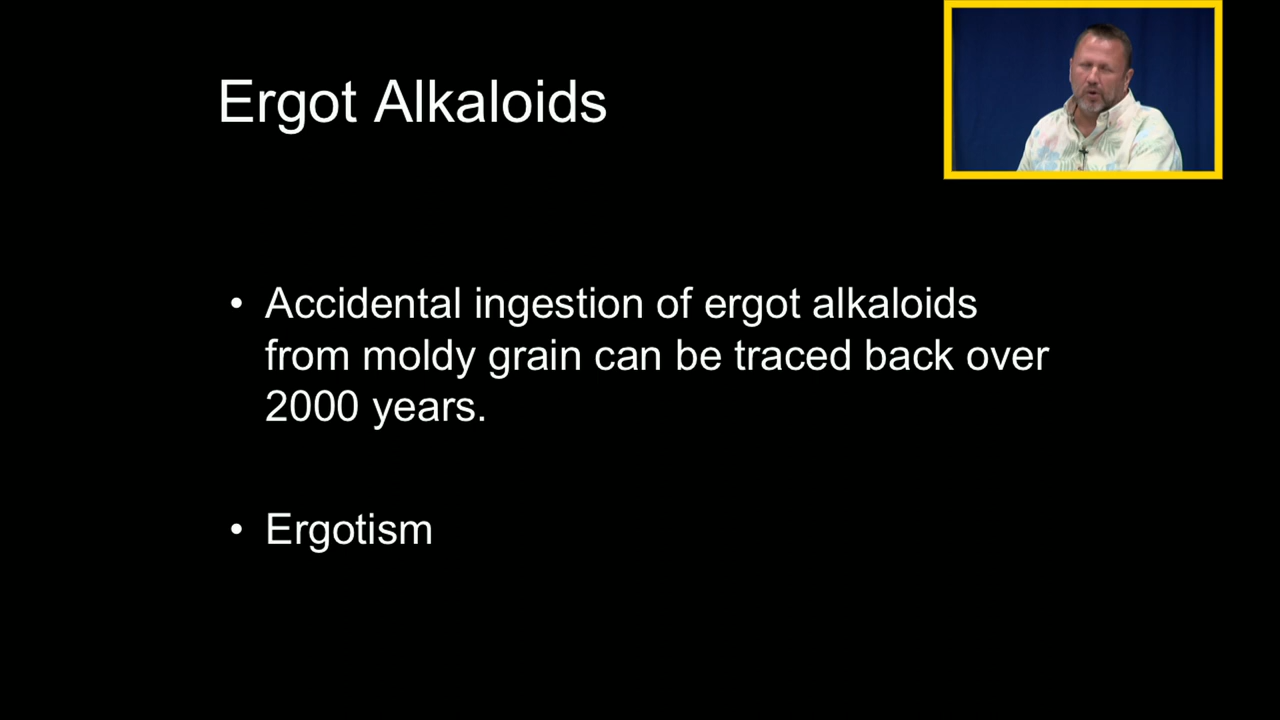 Ergot Alkaloids
• Accidental ingestion of ergot alkaloids
from moldy grain can be traced back over
2000 years.
• Ergotism